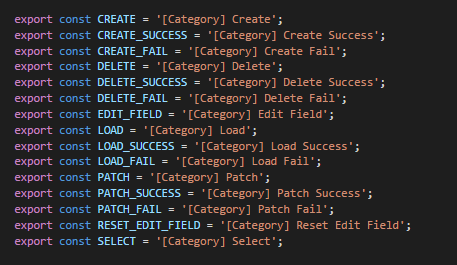 export const CREATE = '[Category] Create';
export const CREATE_SUCCESS = '[Category] Create Success';
export const CREATE_FAIL = '[Category] Create Fail';
export const DELETE = '[Category] Delete';
export const DELETE_SUCCESS = '[Category] Delete Success';
export const DELETE_FAIL = '[Category] Delete Fail';
export const EDIT_FIELD = '[Category] Edit Field';
export const LOAD = '[Category] Load';
export const LOAD_SUCCESS = '[Category] Load Success';
export const LOAD_FAIL = '[Category] Load Fail';
export const PATCH = '[Category] Patch';
export const PATCH_SUCCESS = '[Category] Patch Success';
export const PATCH_FAIL = '[Category] Patch Fail';
export const RESET_EDIT_FIELD = '[Category] Reset Edit Field';
export const SELECT = '[Category] Select';